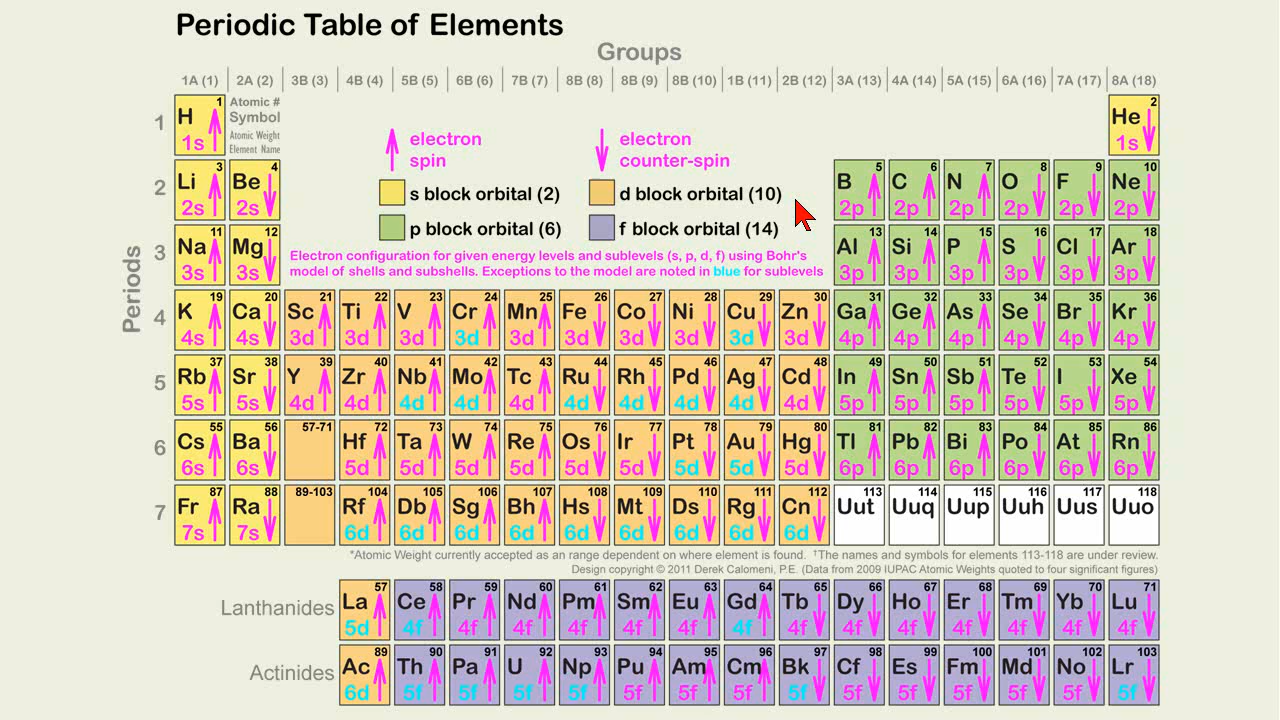 Periodic Table of Elements
Groups
1A (1) 2A (2) 3B (3) 4B (4) 5B (5) 6B (6) 7B (7) 8B (8) 8B (9) 8B (10) 1B (11) 2B (12) 3A (13) 4A (14) 5A (15) 6A (16) 7A (17) 8A (18)
Periods
1
1 2
H He
1s 1s
Atomic #
Symbol
Atomic Weight
Element Name
electron spin
electron counter-spin
s block orbital (2)
d block orbital (10)
p block orbital (6)
f block orbital (14)
Electron configuration for given energy levels and sublevels (s, p, d, f) using Bohr's
model of shells and subshells. Exceptions to the model are noted in blue for sublevels
2
3 4 5 6 7 8 9 10
Li Be B C N O F Ne
2s 2s 2p 2p 2p 2p 2p 2p
3
11 12 13 14 15 16 17 18
Na Mg Al Si P S Cl Ar
3s 3s 3p 3p 3p 3p 3p 3p
4
19 20 21 22 23 24 25 26 27 28 29 30 31 32 33 34 35 36
K Ca Sc Ti V Cr Mn Fe Co Ni Cu Zn Ga Ge As Se Br Kr
4s 4s 3d 3d 3d 3d 3d 3d 3d 3d 3d 3d 4p 4p 4p 4p 4p 4p
5
37 38 39 40 41 42 43 44 45 46 47 48 49 50 51 52 53 54
Rb Sr Y Zr Nb Mo Tc Ru Rh Pd Ag Cd In Sn Sb Te I Xe
5s 5s 4d 4d 4d 4d 4d 4d 4d 4d 4d 4d 5p 5p 5p 5p 5p 5p
6
55 56 57-71 72 73 74 75 76 77 78 79 80 81 82 83 84 85 86
Cs Ba Hf Ta W Re Os Ir Pt Au Hg Tl Pb Bi Po At Rn
6s 6s 5d 5d 5d 5d 5d 5d 5d 5d 5d 6p 6p 6p 6p 6p 6p
7
87 88 89-103 104 105 106 107 108 109 110 111 112 113 114 115 116 117 118
Fr Ra Rf Db Sg Bh Hs Mt Ds Rg Cn Uut Uuq Uup Uuh Uus Uuo
7s 7s 6d 6d 6d 6d 6d 6d 6d 6d 6d
*Atomic Weight currently accepted as an range dependent on where element is found. †The names and symbols for elements 113-118 are under review.
Design copyright © 2011 Derek Calomeni, P.E. (Data from 2009 IUPAC Atomic Weights quoted to four significant figures)
Lanthanides
57 58 59 60 61 62 63 64 65 66 67 68 69 70 71
La Ce Pr Nd Pm Sm Eu Gd Tb Dy Ho Er Tm Yb Lu
5d 4f 4f 4f 4f 4f 4f 4f 4f 4f 4f 4f 4f 4f 4f
Actinides
89 90 91 92 93 94 95 96 97 98 99 100 101 102 103
Ac Th Pa U Np Pu Am Cm Bk Cf Es Fm Md No Lr
6d 5f 5f 5f 5f 5f 5f 5f 5f 5f 5f 5f 5f 5f 5f